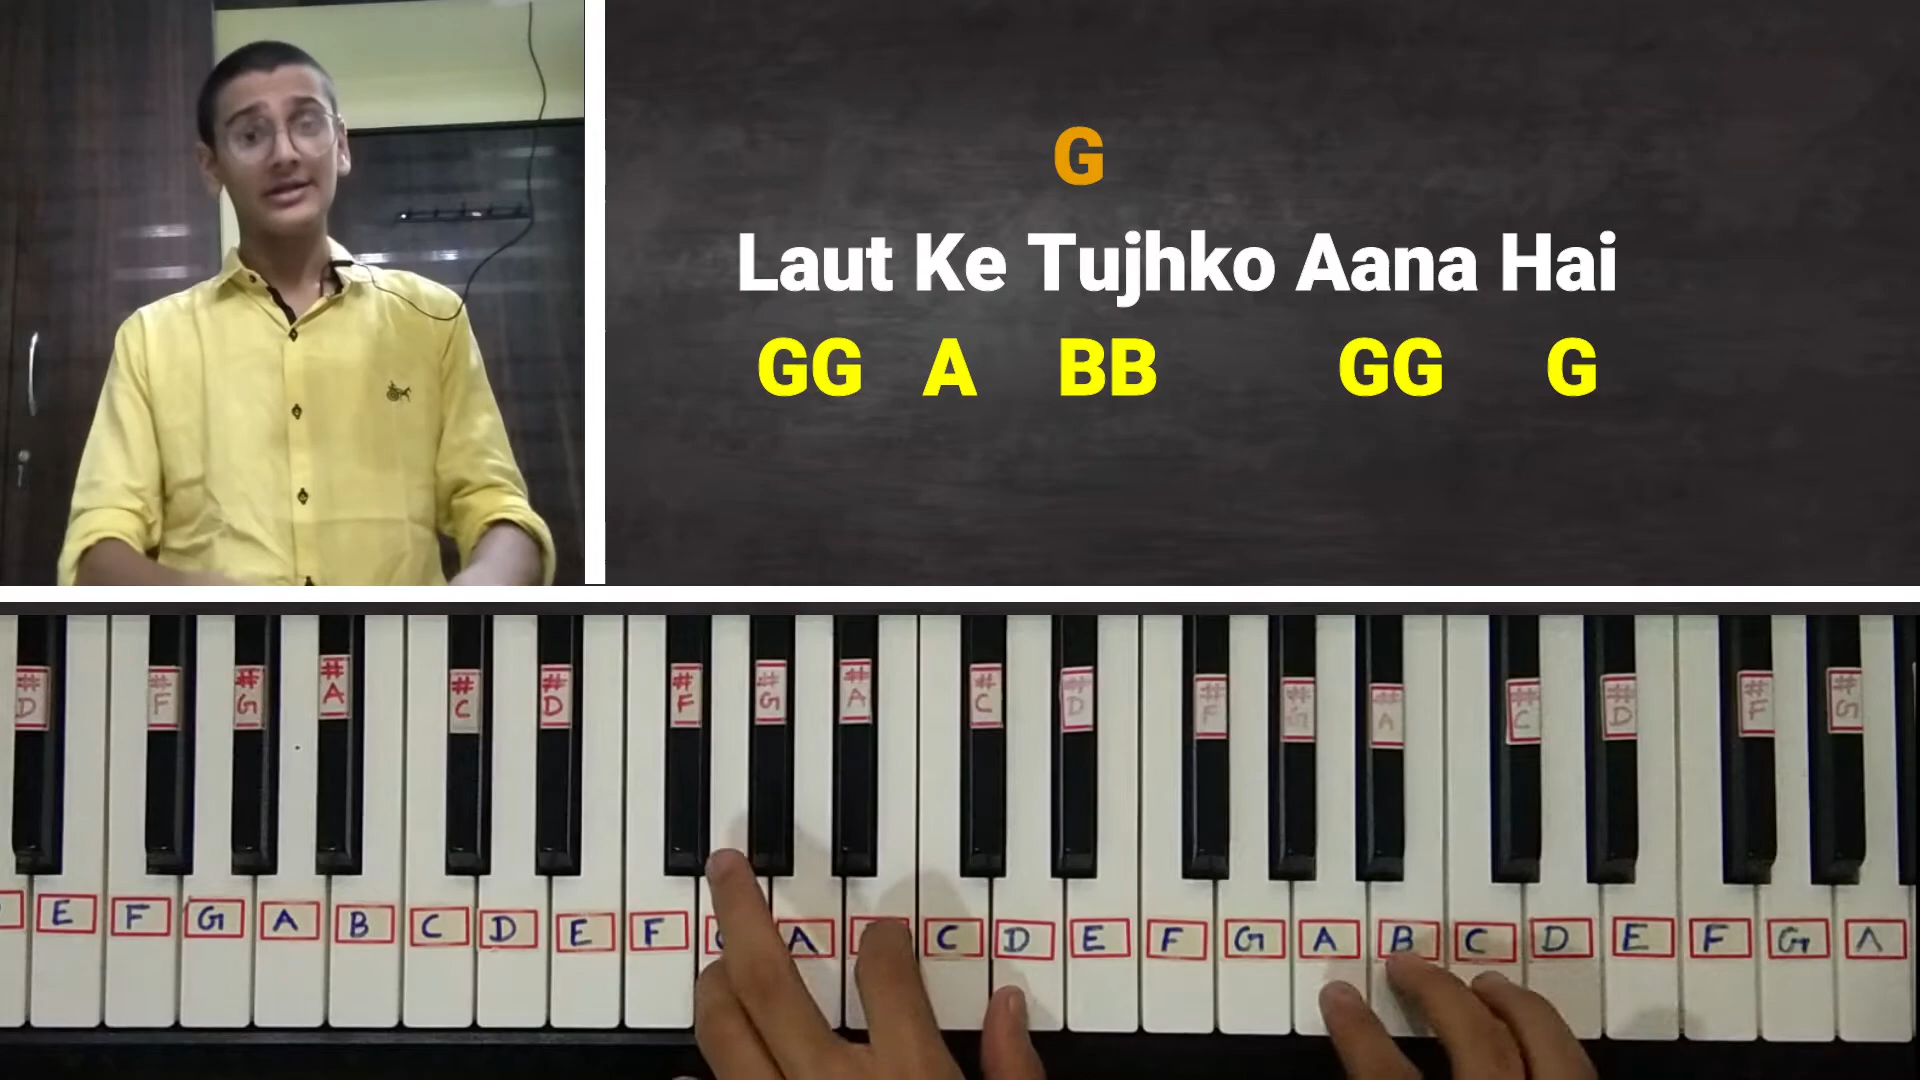 G
Laut Ke Tujhko Aana Hai
GG A BB GG G
#D #F #G #A #C #D #F #G #A #C #D #F #G #A #C #D #F #G
E F G A B C D E F A C D E F G A B C D E F G A